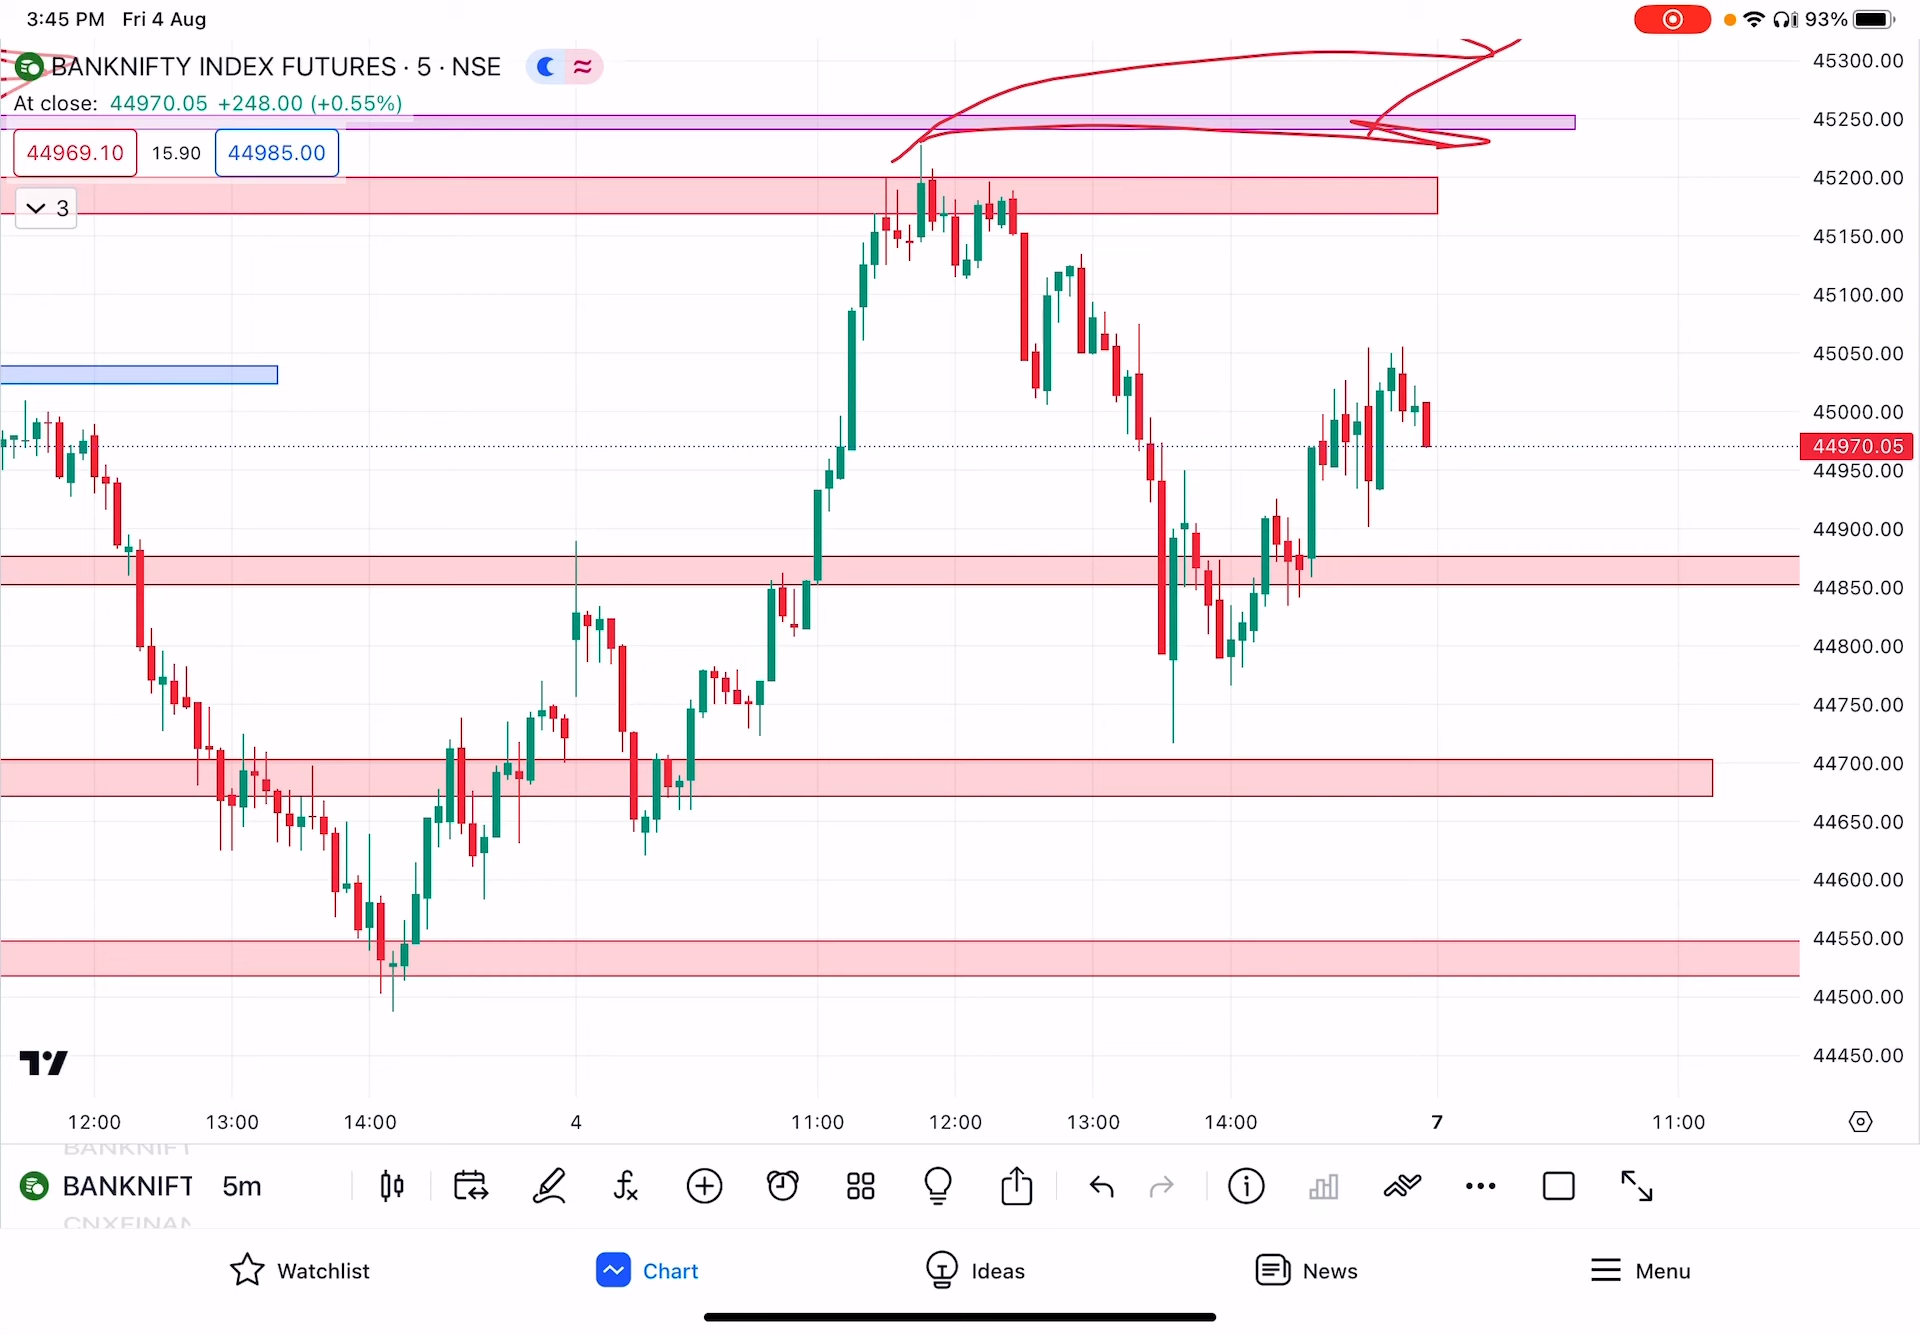 3:45 PM Fri 4 Aug
93%
BANKNIFTY INDEX FUTURES · 5 · NSE
At close: 44970.05 +248.00 (+0.55%)
44969.10 15.90 44985.00
3
45300.00
45250.00
45200.00
45150.00
45100.00
45050.00
45000.00
44970.05
44950.00
44900.00
44850.00
44800.00
44750.00
44700.00
44650.00
44600.00
44550.00
44500.00
44450.00
12:00 13:00 14:00 4 11:00 12:00 13:00 14:00 7 11:00
BANKNIFT
BANKNIFT 5m
CNXFINAN
Watchlist Chart Ideas News Menu